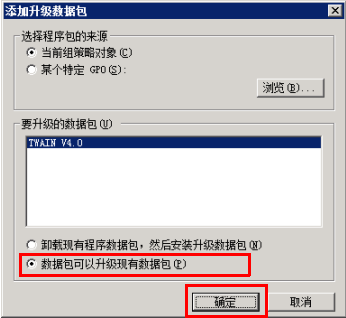 添加升级数据包
选择程序包的来源
当前组策略对象(C)
某个特定 GPO(S):
浏览(B)...
要升级的数据包(U)
TWAIN V4.0
卸载现有程序数据包，然后安装升级数据包(N)
数据包可以升级现有数据包(P)
确定
取消